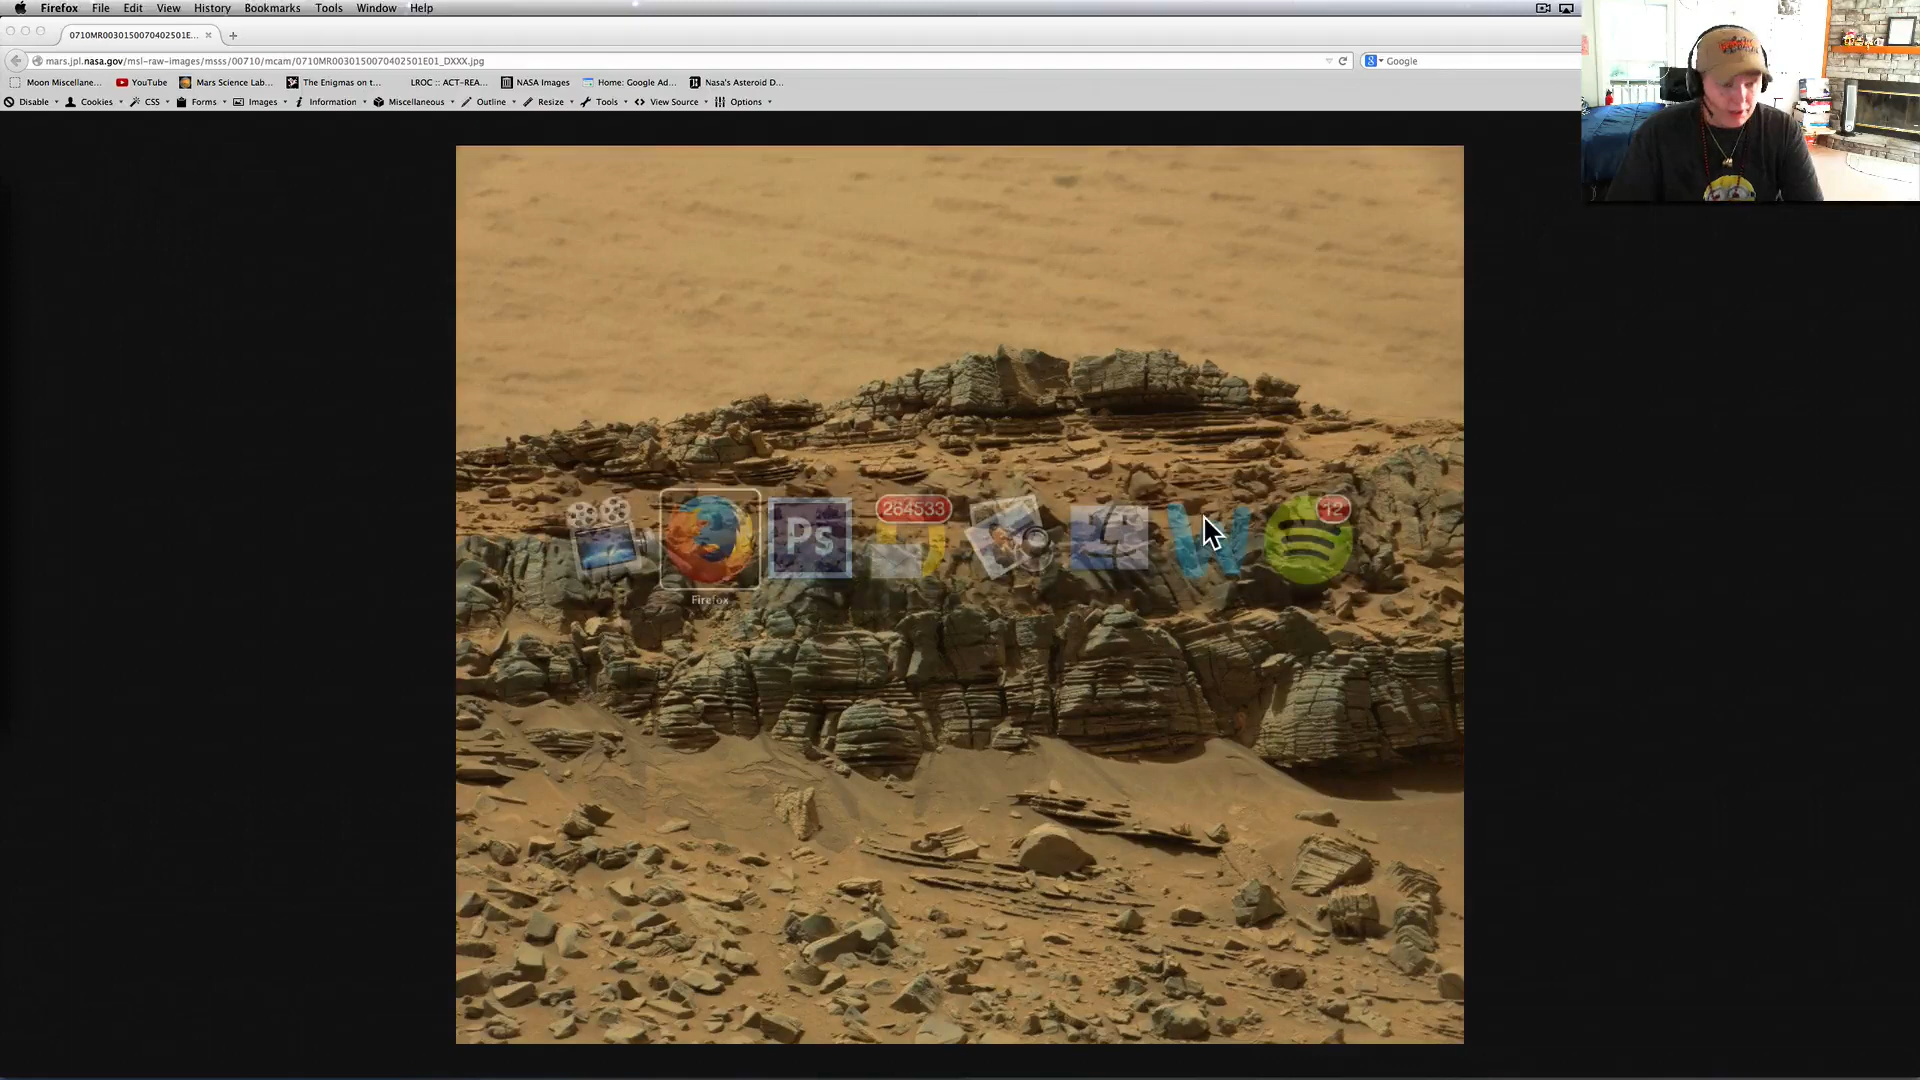 Firefox File Edit View History Bookmarks Tools Window Help
0710MR0030150070402501E...
mars.jpl.nasa.gov/msl-raw-images/msss/00710/mcam/0710MR0030150070402501E01_DXXX.jpg
Google
Moon Miscellane... YouTube Mars Science Lab... The Enigmas on t... LROC :: ACT-REA... NASA Images Home: Google Ad... Nasa's Asteroid D...
Disable Cookies CSS Forms Images Information Miscellaneous Outline Resize Tools View Source Options
264533
12
Ps
Firefox